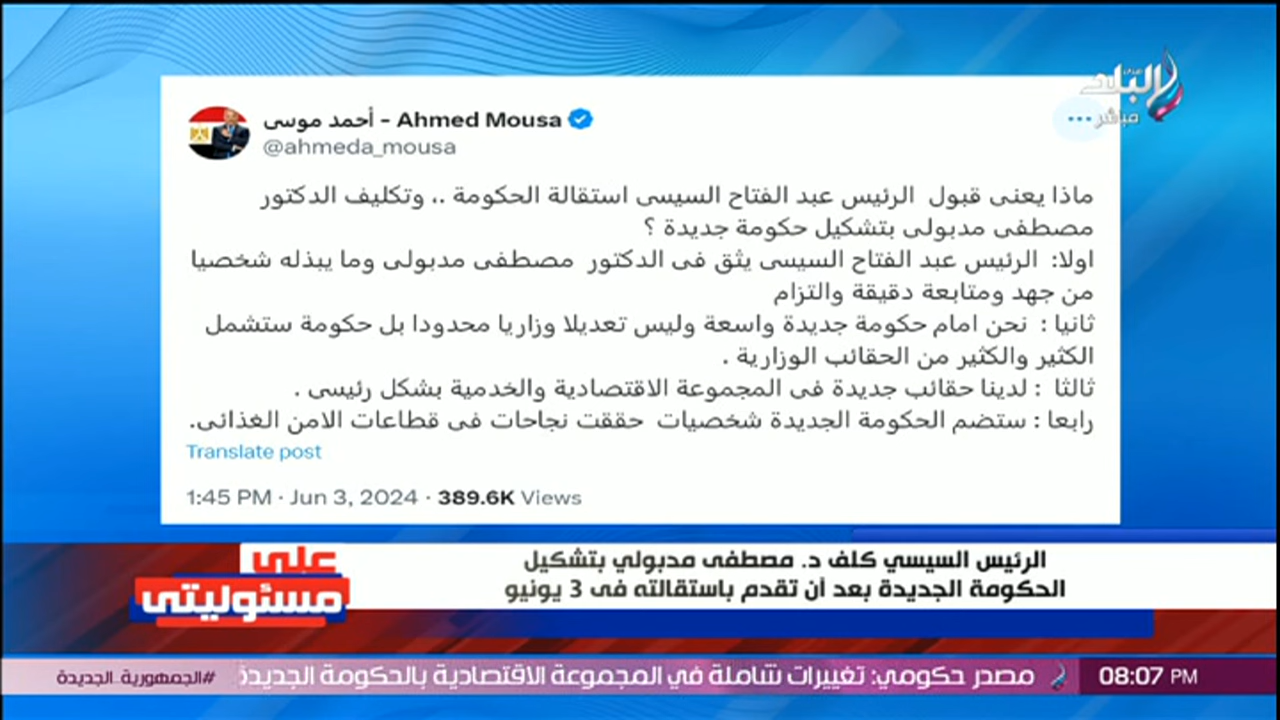 صدى
البلد
مباشر
أحمد موسى - Ahmed Mousa
@ahmeda_mousa
ماذا يعنى قبول الرئيس عبد الفتاح السيسى استقالة الحكومة .، وتكليف الدكتور
مصطفى مدبولى بتشكيل حكومة جديدة ؟
اولا: الرئيس عبد الفتاح السيسى يثق فى الدكتور مصطفى مدبولى وما يبذله شخصيا
من جهد ومتابعة دقيقة والتزام
ثانيا : نحن امام حكومة جديدة واسعة وليس تعديلا وزاريا محدودا بل حكومة ستشمل
الكثير والكثير من الحقائب الوزارية .
ثالثا : لدينا حقائب جديدة فى المجموعة الاقتصادية والخدمية بشكل رئيسى .
رابعا : ستضم الحكومة الجديدة شخصيات حققت نجاحات فى قطاعات الامن الغذائى.
Translate post
1:45 PM · Jun 3, 2024 · 389.6K Views
على
مسئوليتى
الرئيس السيسي كلف د. مصطفى مدبولي بتشكيل
الحكومة الجديدة بعد أن تقدم باستقالته فى 3 يونيو
08:07 PM
مصدر حكومي: تغييرات شاملة في المجموعة الاقتصادية بالحكومة الجديدة
#الجمهورية_الجديدة